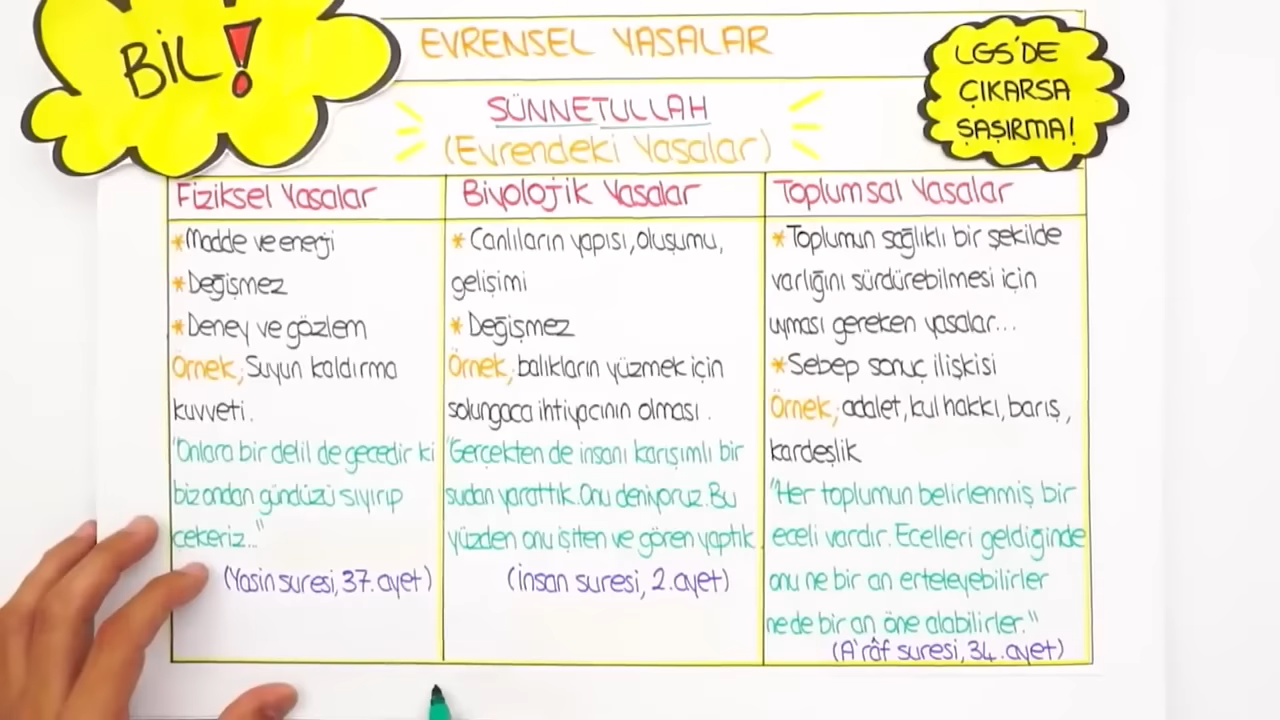 BİL!
EVRENSEL YASALAR
LGS'DE
ÇIKARSA
ŞAŞIRMA!
SÜNNETULLAH
(Evrendeki Yasalar)
Fiziksel Yasalar
*Madde ve enerji
*Değişmez
*Deney ve gözlem
Örnek; Suyun kaldırma
kuvveti.
"Onlara bir delil de gecedir ki
biz ondan gündüzü sıyırıp
çekeriz..."
(Yasin suresi, 37. ayet)
Biyolojik Yasalar
* Canlıların yapısı, oluşumu,
gelişimi
* Değişmez
Örnek; balıkların yüzmek için
solungaca ihtiyacının olması.
"Gerçekten de insanı karışımlı bir
sudan yarattık. Onu deniyoruz. Bu
yüzden onu işiten ve gören yaptık.
(İnsan suresi, 2. ayet)
Toplumsal Yasalar
*Toplumun sağlıklı bir şekilde
varlığını sürdürebilmesi için
uyması gereken yasalar...
*Sebep sonuç ilişkisi
Örnek; adalet, kul hakkı, barış,
kardeşlik
"Her toplumun belirlenmiş bir
eceli vardır. Ecelleri geldiğinde
onu ne bir an erteleyebilirler
ne de bir an öne alabilirler."
(A'râf suresi, 34. ayet)